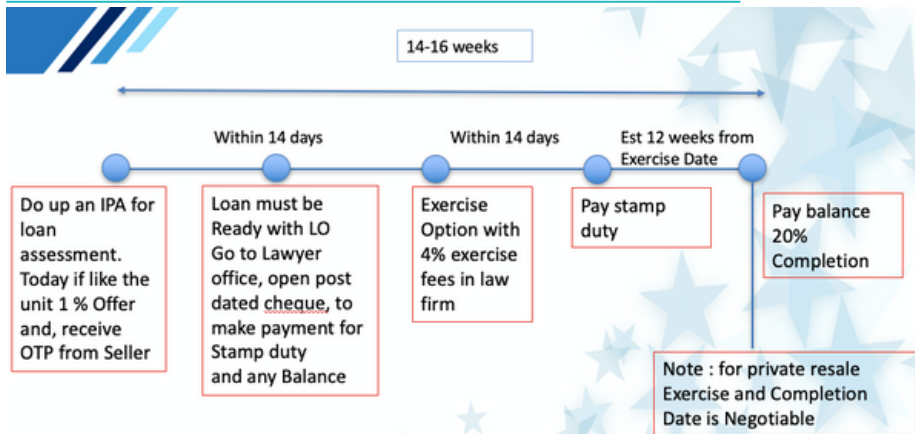 14-16 weeks
Within 14 days
Within 14 days
Est 12 weeks from
Exercise Date
Do up an IPA for
loan
assessment.
Today if like the
unit 1 % Offer
and, receive
OTP from Seller
Loan must be
Ready with LO
Go to Lawyer
office, open post
dated cheque, to
make payment for
Stamp duty
and any Balance
Exercise
Option with
4% exercise
fees in law
firm
Pay stamp
duty
Pay balance
20%
Completion
Note : for private resale
Exercise and Completion
Date is Negotiable